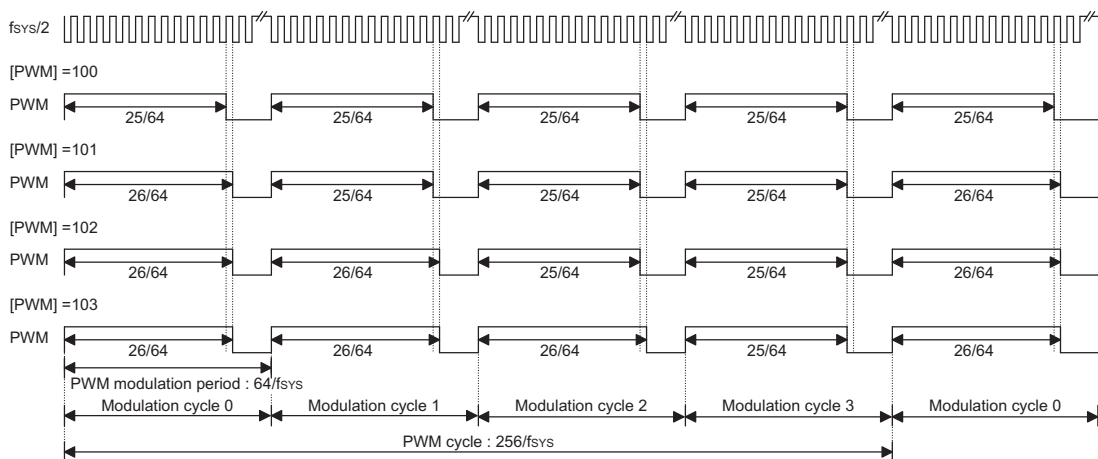 fSYS/2
[PWM] =100
PWM
25/64 25/64 25/64 25/64 25/64
[PWM] =101
PWM
26/64 25/64 25/64 25/64 26/64
[PWM] =102
PWM
26/64 26/64 25/64 25/64 26/64
[PWM] =103
PWM
26/64 26/64 26/64 25/64 26/64
PWM modulation period : 64/fSYS
Modulation cycle 0 Modulation cycle 1 Modulation cycle 2 Modulation cycle 3 Modulation cycle 0
PWM cycle : 256/fSYS